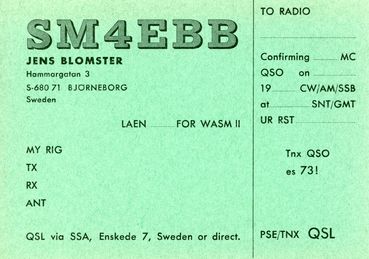 SM4EBB
JENS BLOMSTER
Hammargatan 3
S-680 71 BJÖRNEBORG
Sweden
LAEN ........ FOR WASM II
MY RIG
TX
RX
ANT
QSL via SSA, Enskede 7, Sweden or direct.
TO RADIO
Confirming ........ MC
QSO on ........
19 ........ CW/AM/SSB
at ........ SNT/GMT
UR RST ........
Tnx QSO
es 73!
PSE/TNX QSL